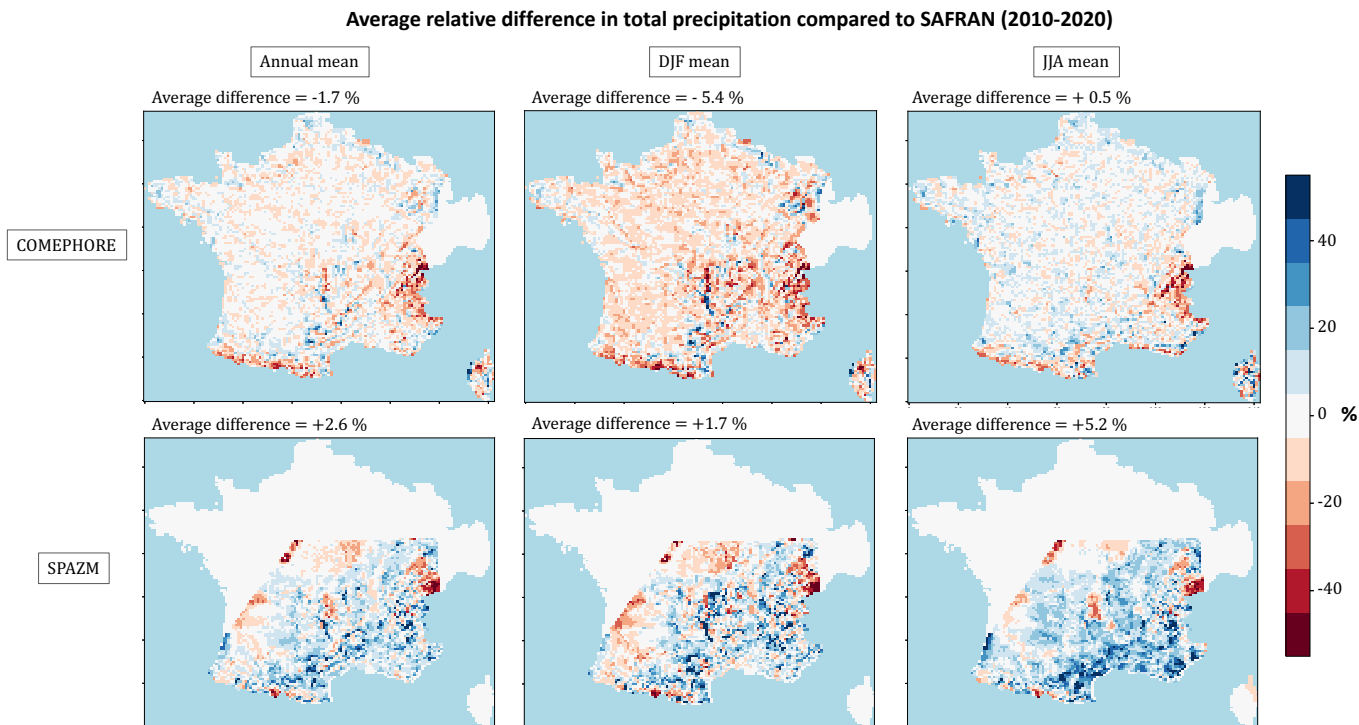 Average relative difference in total precipitation compared to SAFRAN (2010-2020)
Annual mean
DJF mean
JJA mean
Average difference = -1.7 %
Average difference = - 5.4 %
Average difference = + 0.5 %
COMEPHORE
40
20
0
%
-20
-40
Average difference = +2.6 %
Average difference = +1.7 %
Average difference = +5.2 %
SPAZM